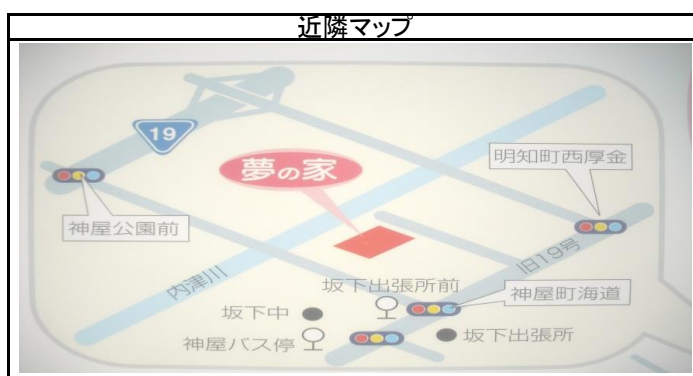 近隣マップ
19
夢の家
明知町西厚金
神屋公園前
旧19号
内津川
坂下出張所前
神屋町海道
坂下中
坂下出張所
神屋バス停